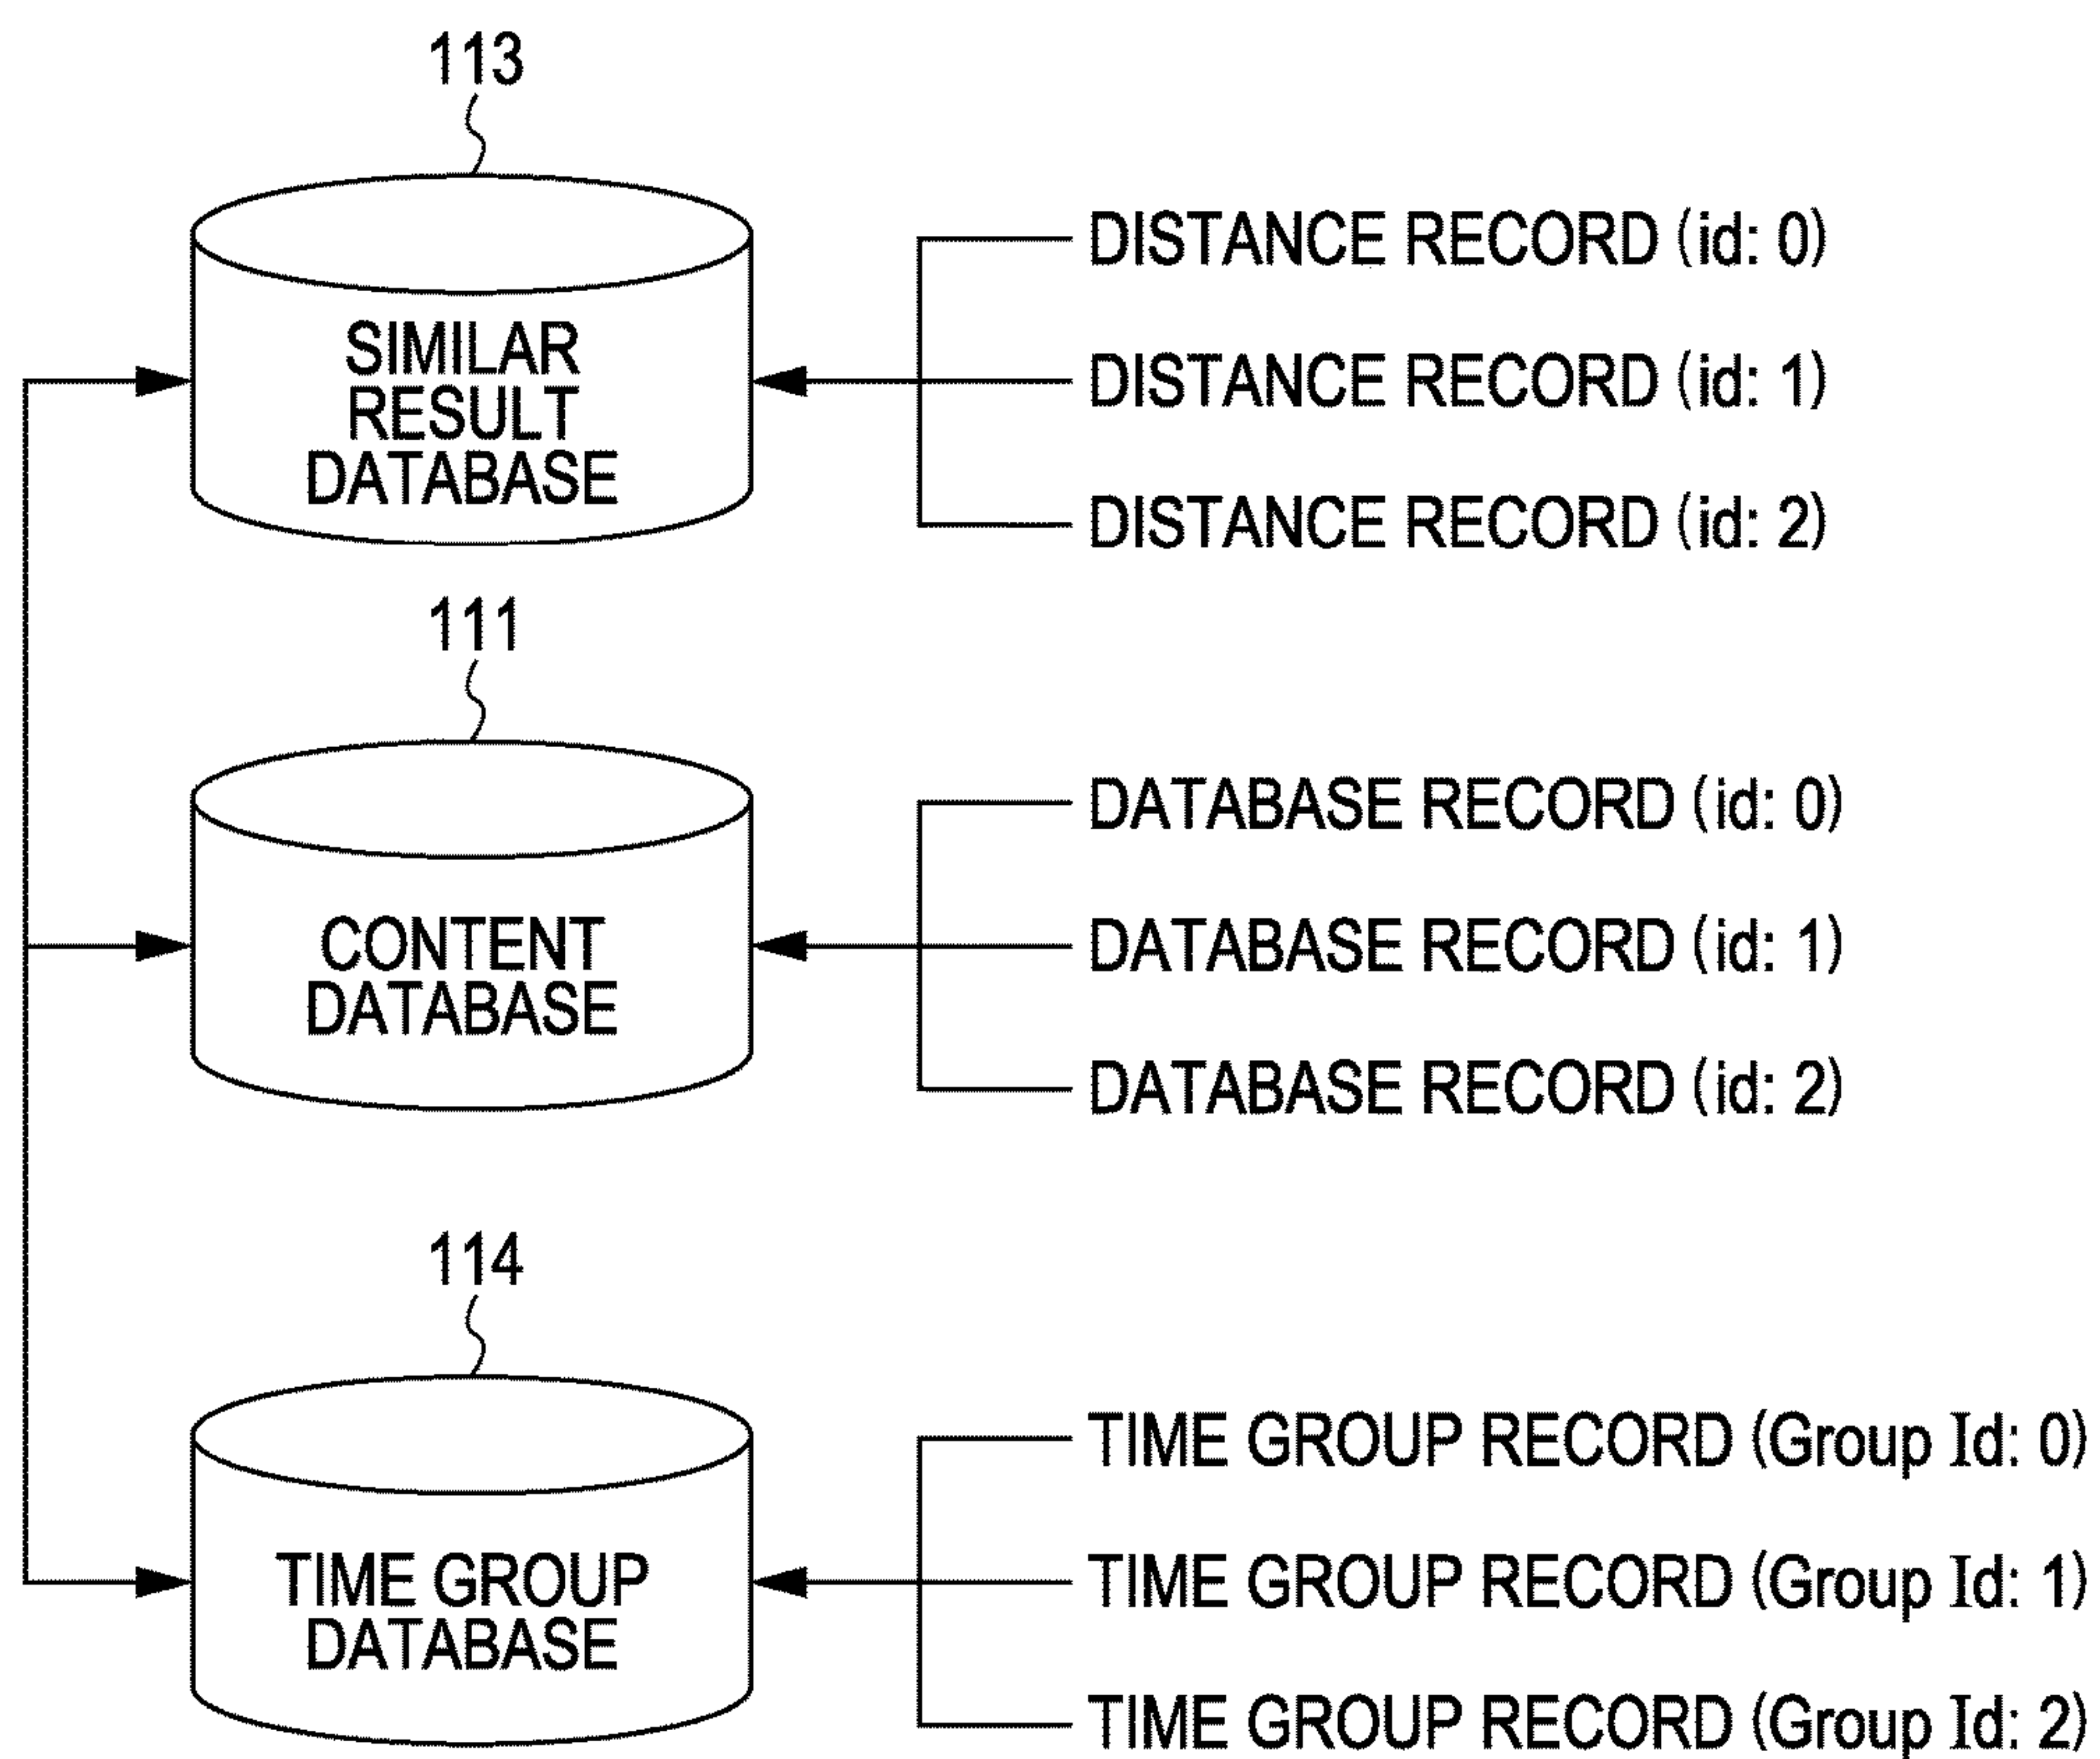 113
SIMILAR
RESULT
DATABASE
DISTANCE RECORD (id: 0)
DISTANCE RECORD (id: 1)
DISTANCE RECORD (id: 2)
111
CONTENT
DATABASE
DATABASE RECORD (id: 0)
DATABASE RECORD (id: 1)
DATABASE RECORD (id: 2)
114
TIME GROUP
DATABASE
TIME GROUP RECORD (Group Id: 0)
TIME GROUP RECORD (Group Id: 1)
TIME GROUP RECORD (Group Id: 2)